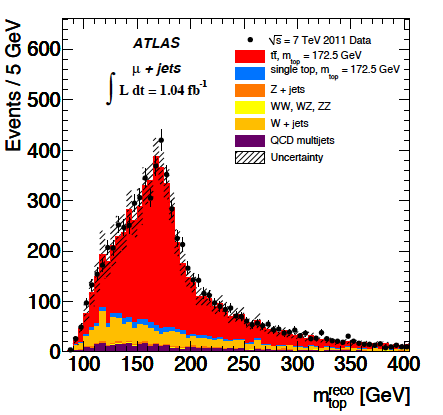 Events / 5 GeV
600
500
400
300
200
100
0
ATLAS
μ + jets
∫ L dt = 1.04 fb⁻¹
√s = 7 TeV 2011 Data
tt̄, m_top = 172.5 GeV
single top, m_top = 172.5 GeV
Z + jets
WW, WZ, ZZ
W + jets
QCD multijets
Uncertainty
100 150 200 250 300 350 400
m_top^reco [GeV]